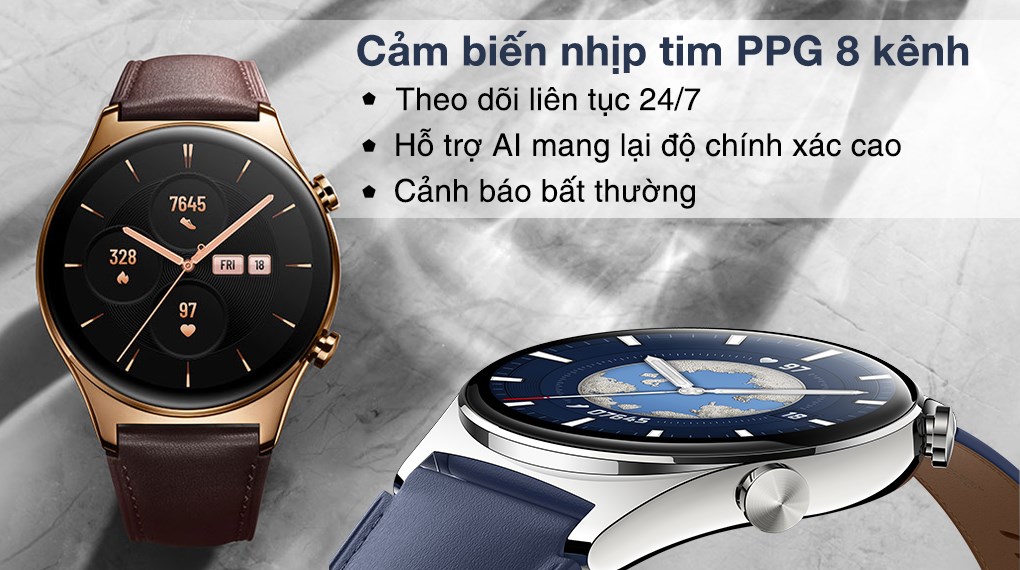 Cảm biến nhịp tim PPG 8 kênh
Theo dõi liên tục 24/7
Hỗ trợ AI mang lại độ chính xác cao
Cảnh báo bất thường
7645
328
FRI 18
97
97
07645
18